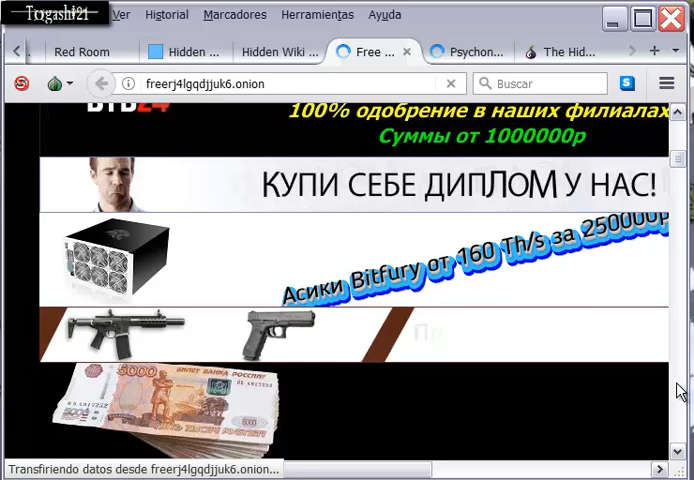 Togashi21
Ver Historial Marcadores Herramientas Ayuda
Red Room
Hidden ...
Hidden Wiki ...
Free ...
Psychon...
The Hid...
freerj4lgqdjjuk6.onion
Buscar
100% одобрение в наших филиалах
Суммы от 1000000р
КУПИ СЕБЕ ДИПЛОМ У НАС!
Асики Bitfury от 160 Th/s за 250000р
5000 БИЛЕТ БАНКА РОССИИ
Transfiriendo datos desde freerj4lgqdjjuk6.onion...